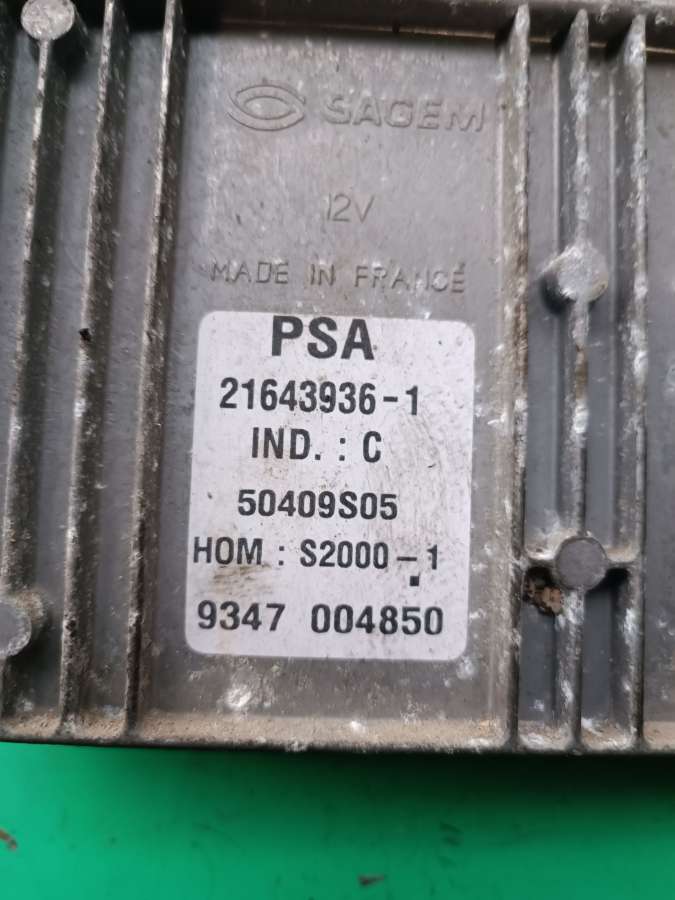 SAGEM
12V
MADE IN FRANCE
PSA
21643936-1
IND. : C
50409S05
HOM : S2000-1
9347 004850